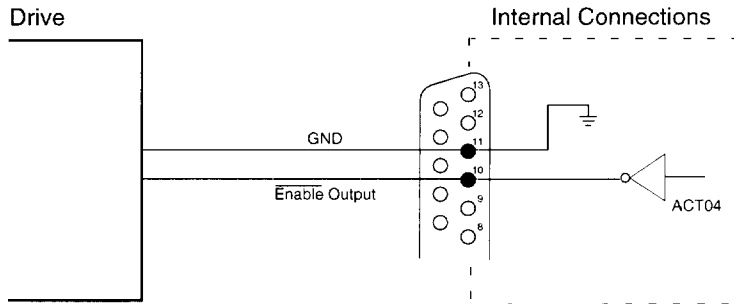 Drive
Internal Connections
13
12
GND
11
10
Enable Output
9
ACT04
8